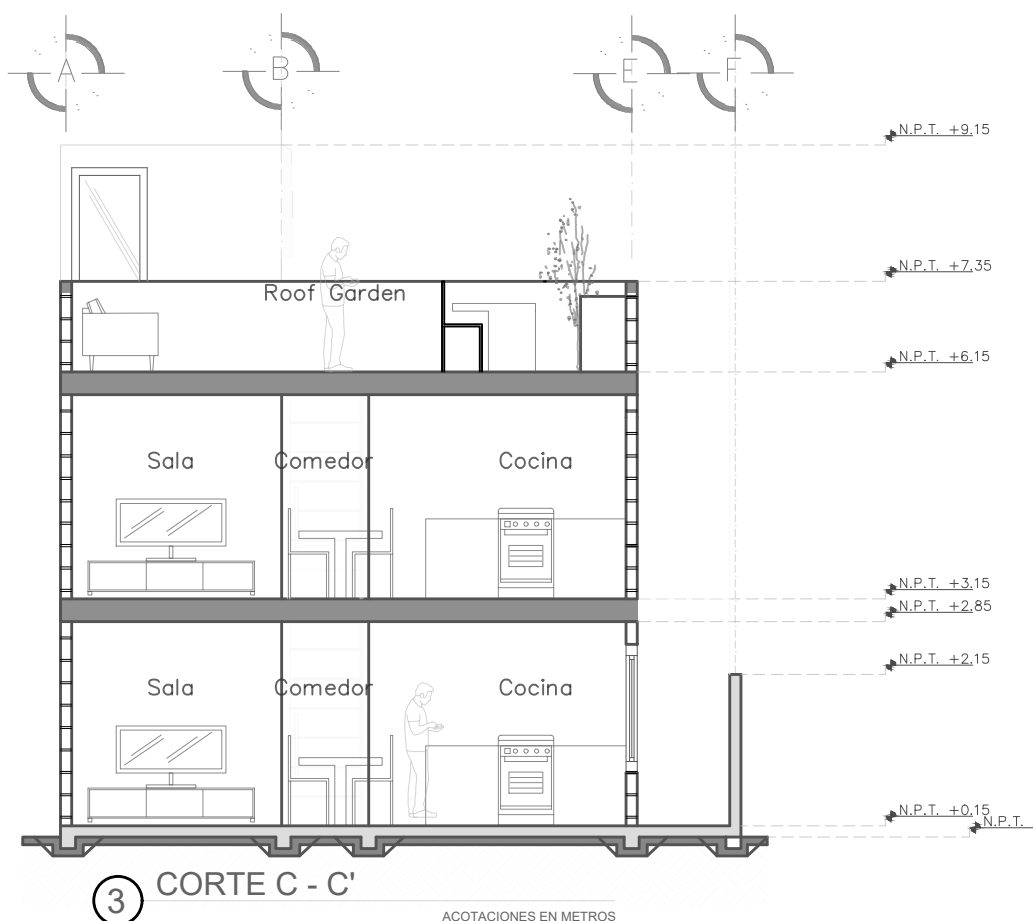 A
B
E
F
N.P.T. +9.15
N.P.T. +7.35
Roof Garden
N.P.T. +6.15
Sala Comedor Cocina
N.P.T. +3.15
N.P.T. +2.85
N.P.T. +2.15
Sala Comedor Cocina
N.P.T. +0.15
N.P.T.
3 CORTE C - C'
ACOTACIONES EN METROS